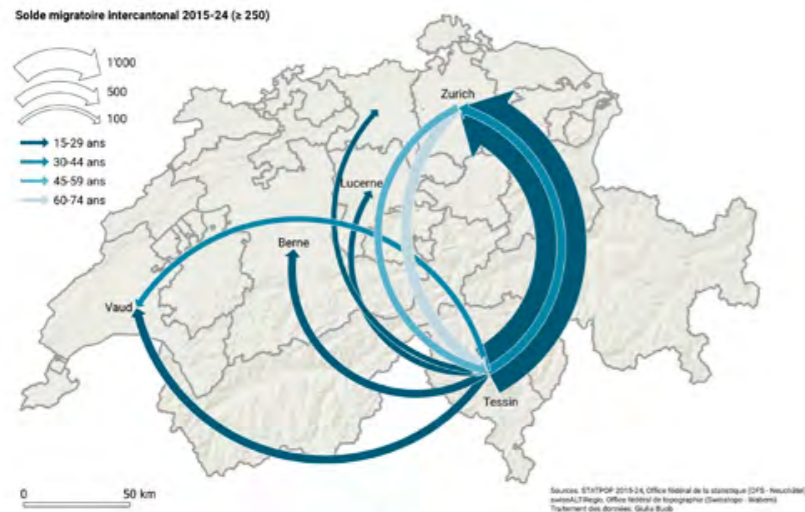 Solde migratoire intercantonal 2015-24 (≥ 250)
1'000
500
100
15-29 ans
30-44 ans
45-59 ans
60-74 ans
Zurich
Lucerne
Berne
Vaud
Tessin
0 50 km
Sources: STATPOP 2015-24, Office fédéral de la statistique (OFS - Neuchâtel)
swissALTIRegio, Office fédéral de topographie (Swisstopo - Wabern)
Traitement des données: Giulia Buob